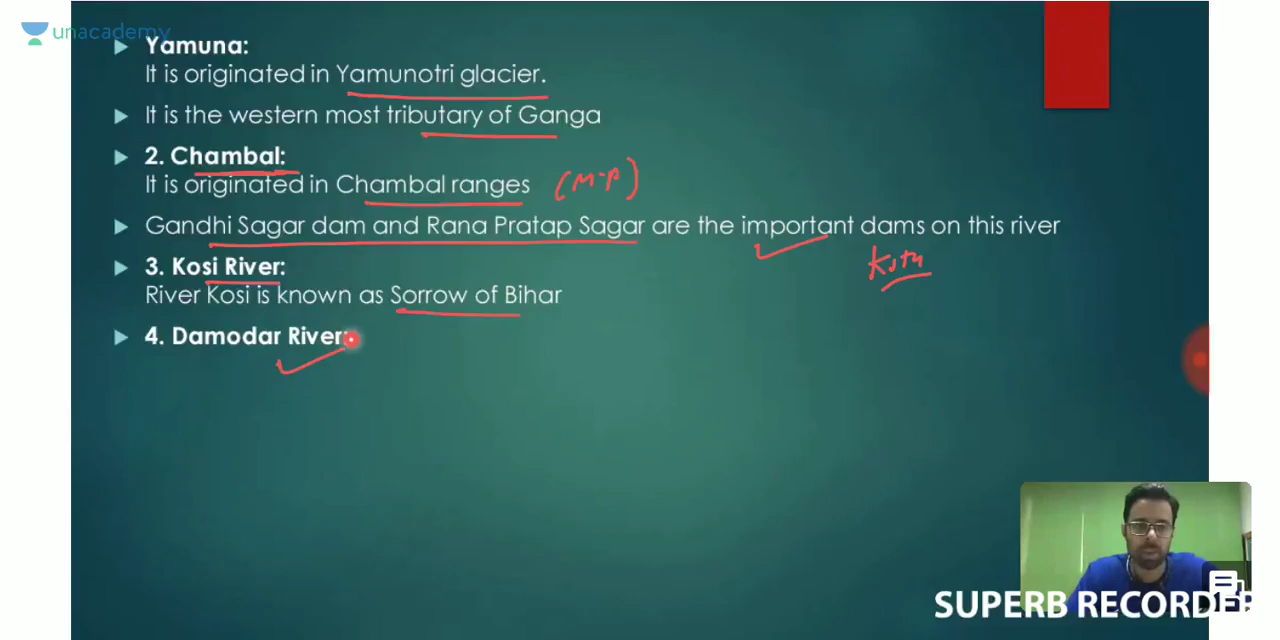 unacademy
Yamuna:
It is originated in Yamunotri glacier.
It is the western most tributary of Ganga
2. Chambal:
It is originated in Chambal ranges (M.P)
Gandhi Sagar dam and Rana Pratap Sagar are the important dams on this river
3. Kosi River:
River Kosi is known as Sorrow of Bihar
4. Damodar River:
SUPERB RECORDER